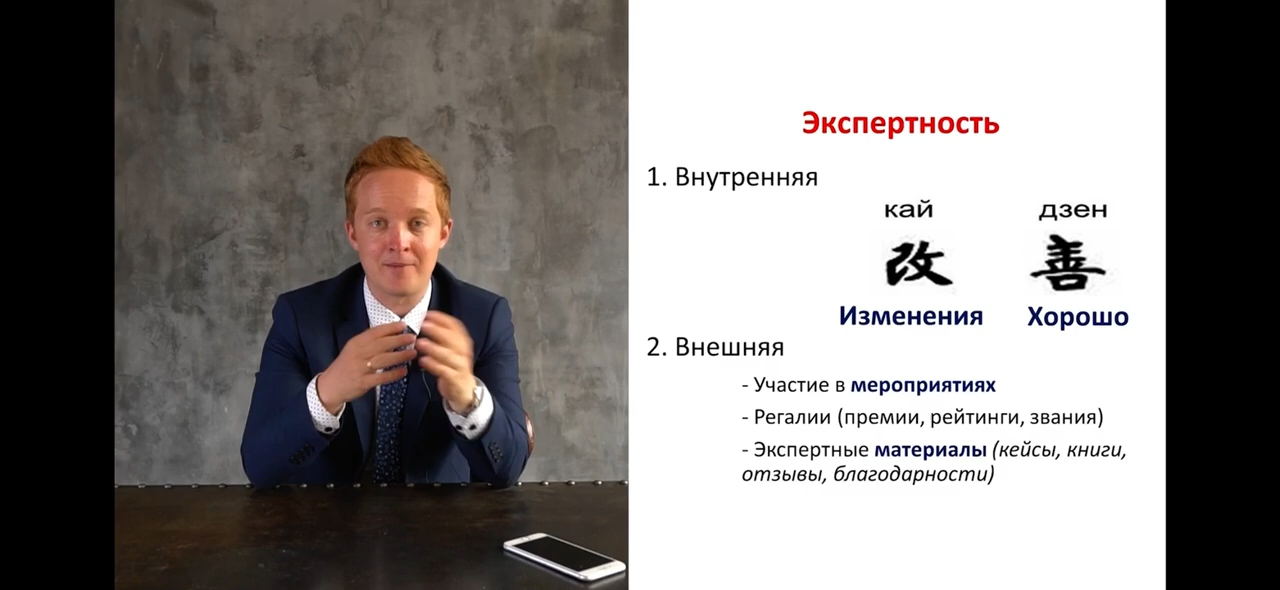 Экспертность
1. Внутренняя
кай дзен
改 善
Изменения Хорошо
2. Внешняя
- Участие в мероприятиях
- Регалии (премии, рейтинги, звания)
- Экспертные материалы (кейсы, книги,
отзывы, благодарности)